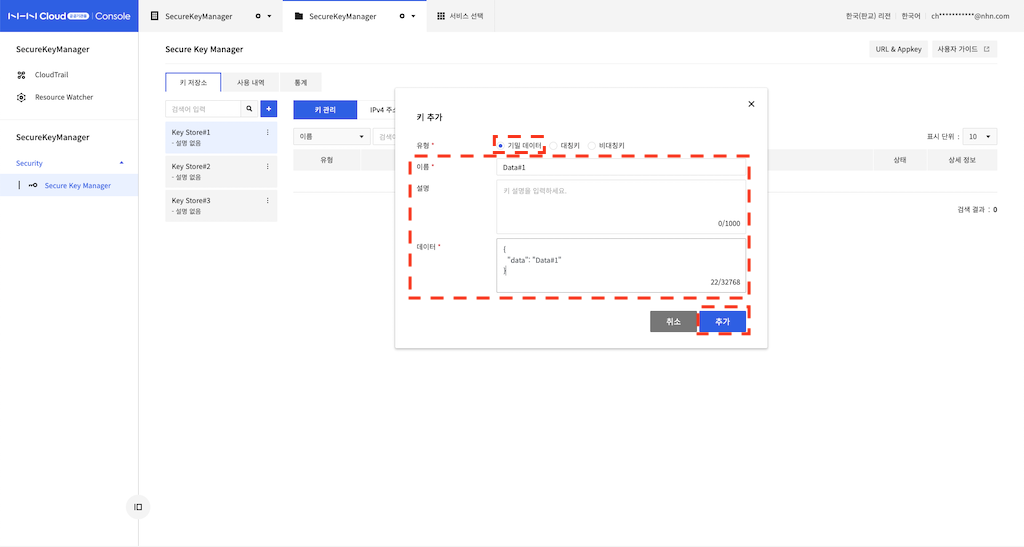 NHN Cloud 공공기관용 Console
SecureKeyManager
SecureKeyManager
서비스 선택
한국(판교) 리전
한국어
ch***********@nhn.com
SecureKeyManager
CloudTrail
Resource Watcher
SecureKeyManager
Security
Secure Key Manager
Secure Key Manager
URL & Appkey
사용자 가이드
키 저장소
사용 내역
통계
검색어 입력
+
Key Store#1
- 설명 없음
Key Store#2
- 설명 없음
Key Store#3
- 설명 없음
키 관리
IPv4 주소
이름
표시 단위 : 10
유형
상태
상세 정보
검색 결과 : 0
키 추가
유형 *
기밀 데이터
대칭키
비대칭키
이름 *
Data#1
설명
키 설명을 입력하세요.
0/1000
데이터 *
{
"data": "Data#1"
}
22/32768
취소
추가